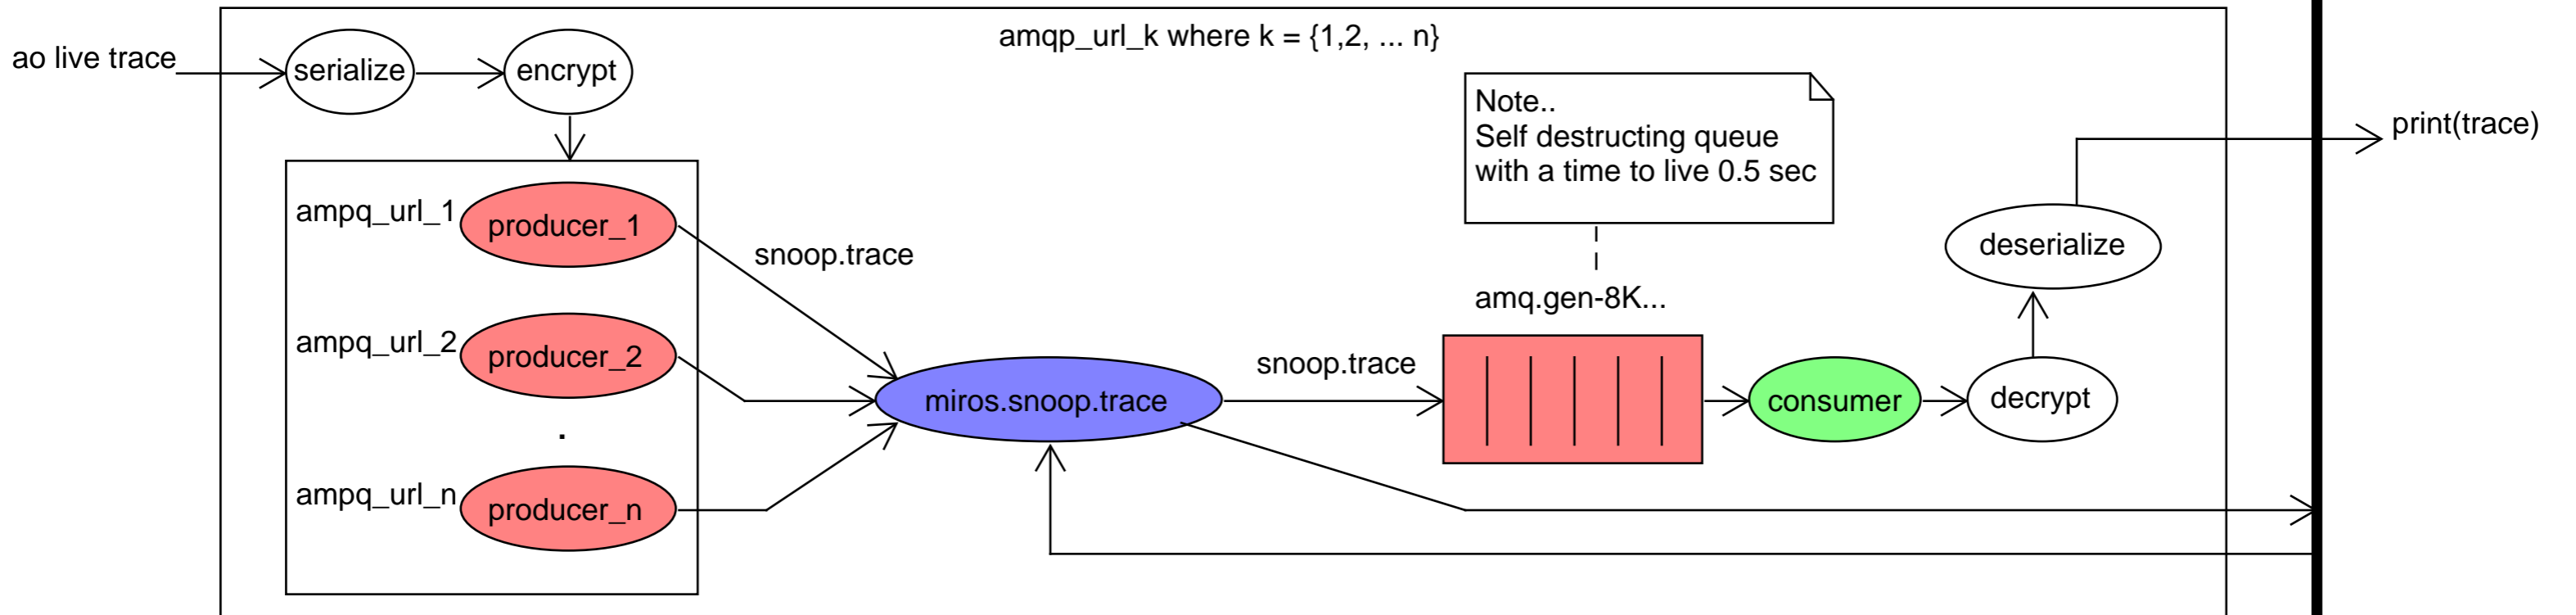 amqp_url_k where k = {1,2, ... n}
ao live trace
serialize
encrypt
Note..
Self destructing queue
with a time to live 0.5 sec
print(trace)
ampq_url_1
producer_1
snoop.trace
deserialize
amq.gen-8K...
ampq_url_2
producer_2
snoop.trace
miros.snoop.trace
consumer
decrypt
.
ampq_url_n
producer_n